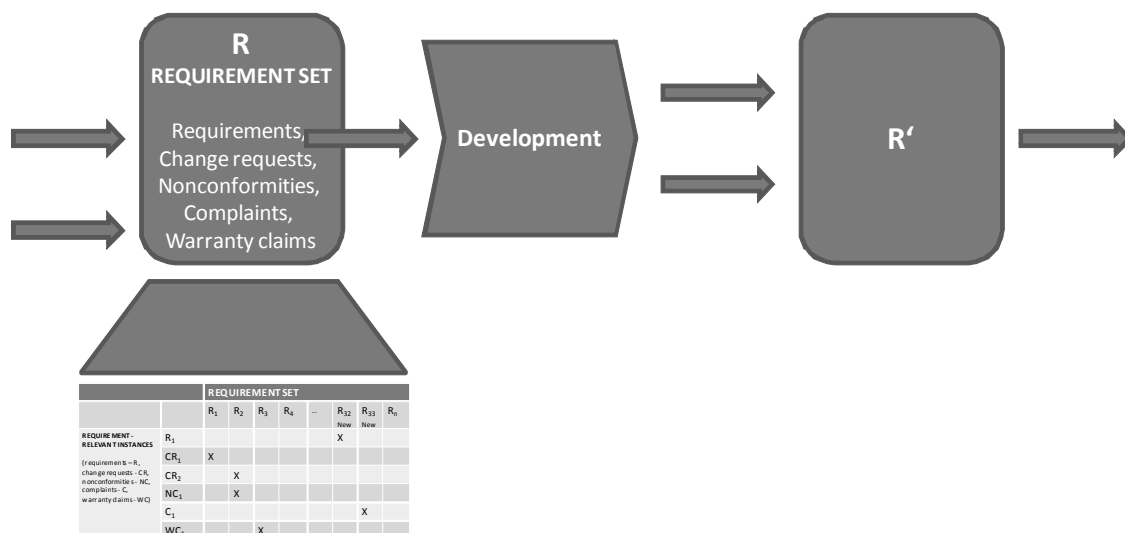 R
REQUIREMENT SET
Requirements,
Change requests,
Nonconformities,
Complaints,
Warranty claims
Development
R‘
REQUIREMENT SET
R1 R2 R3 R4 … R32 New R33 New Rn
REQUIREMENT - RELEVANT INSTANCES
(requirements – R,
change requests - CR,
nonconformities - NC,
complaints - C,
warranty claims - WC)
R1 X
CR1 X
CR2 X
NC1 X
C1 X
WC1 X